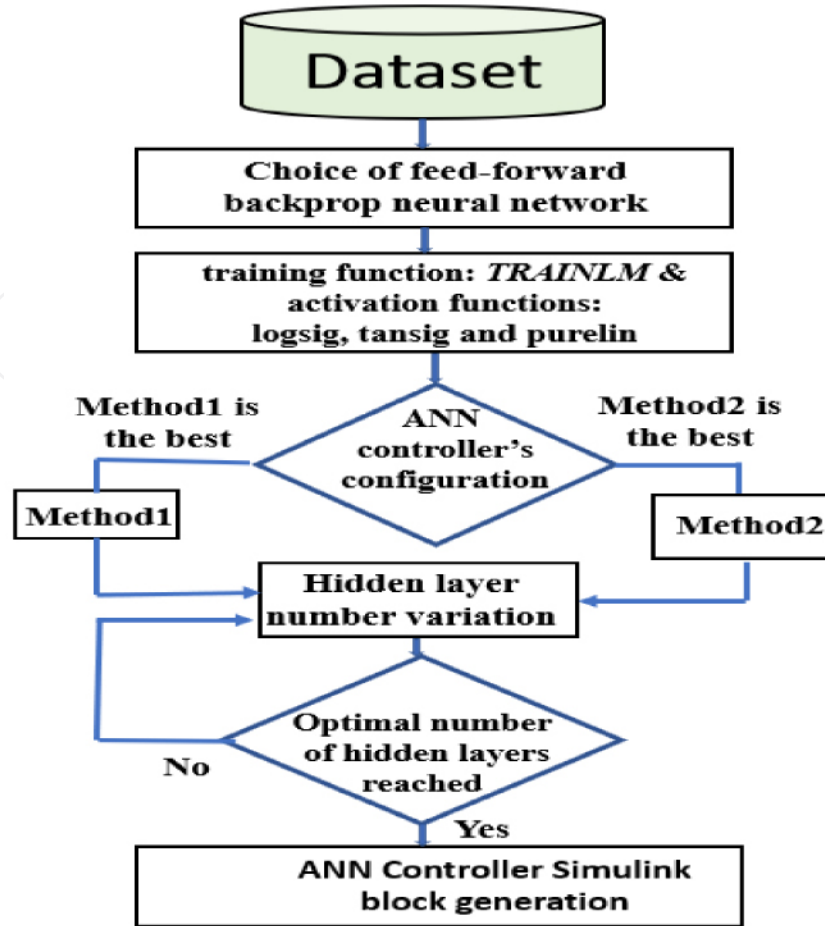 Dataset
Choice of feed-forward
backprop neural network
training function: TRAINLM &
activation functions:
logsig, tansig and purelin
Method1 is
the best
ANN
controller's
configuration
Method2 is
the best
Method1
Method2
Hidden layer
number variation
Optimal number
of hidden layers
reached
No
Yes
ANN Controller Simulink
block generation